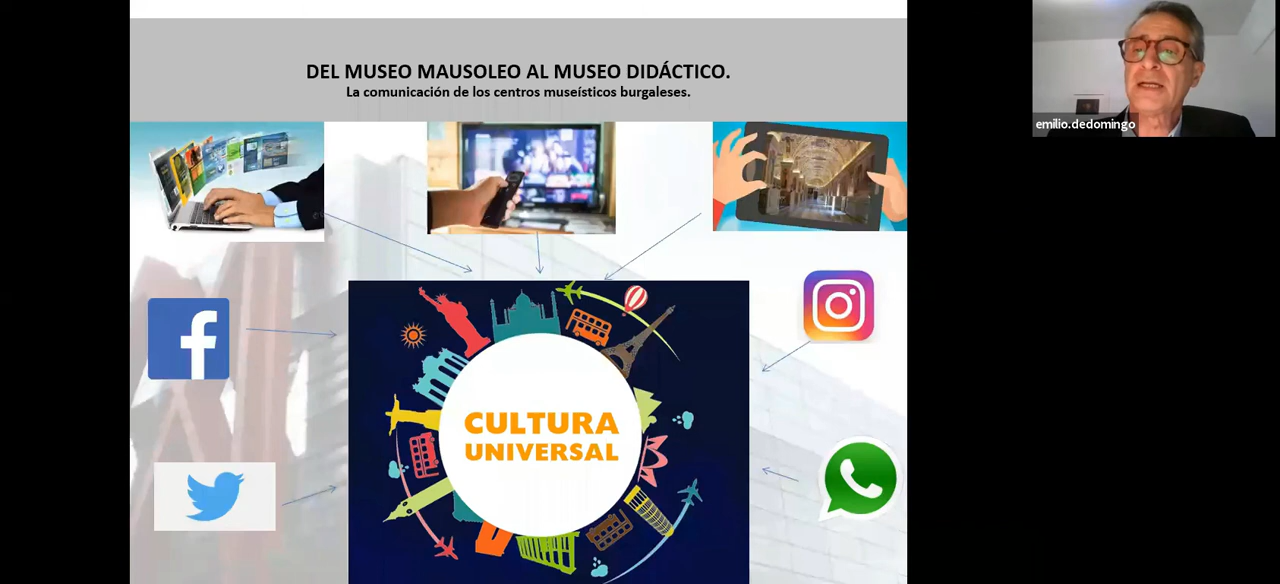 DEL MUSEO MAUSOLEO AL MUSEO DIDÁCTICO.
La comunicación de los centros museísticos burgaleses.
emilio.dedomingo
CULTURA
UNIVERSAL